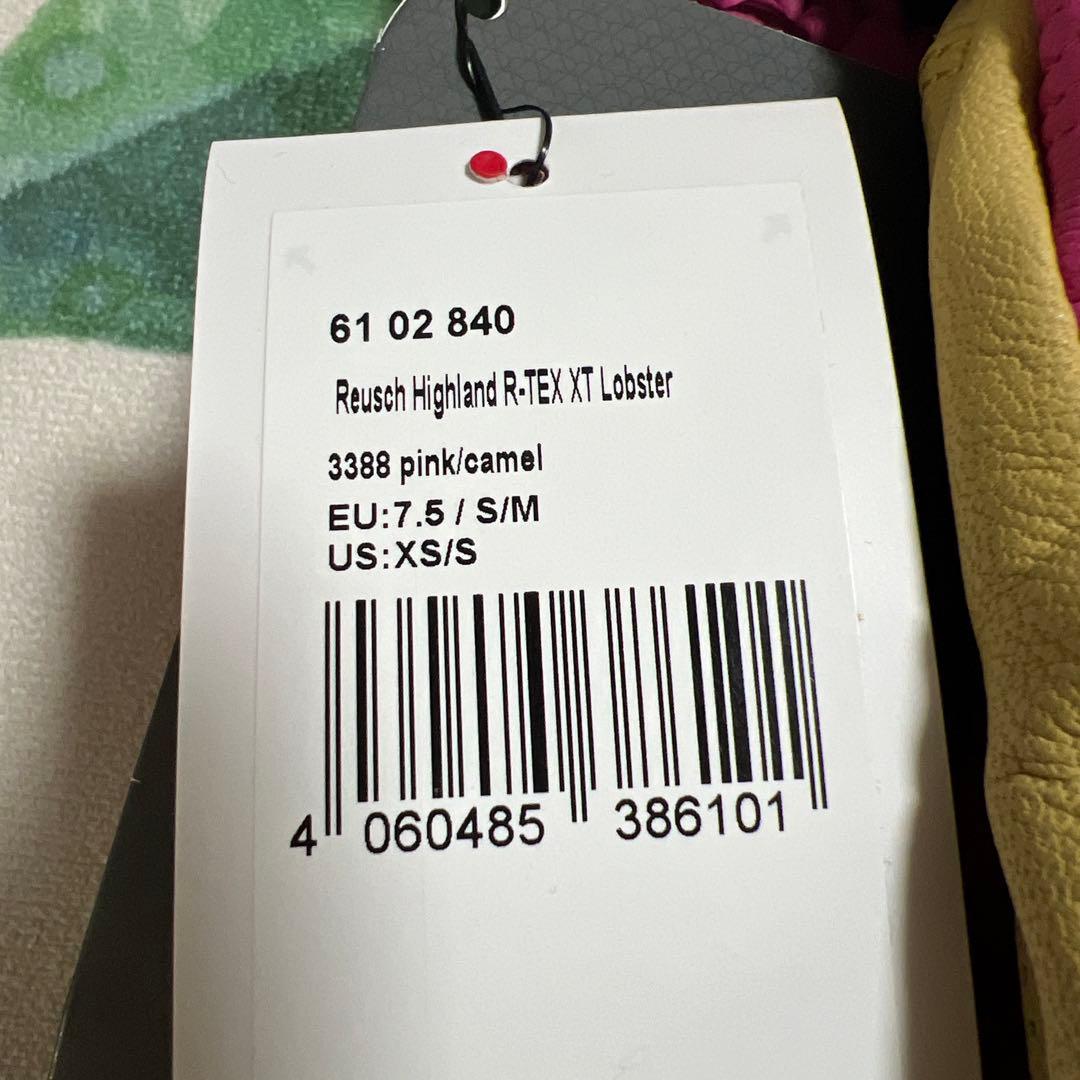 61 02 840
Reusch Highland R-TEX XT Lobster
3388 pink/camel
EU:7.5 / S/M
US:XS/S
4 060485 386101